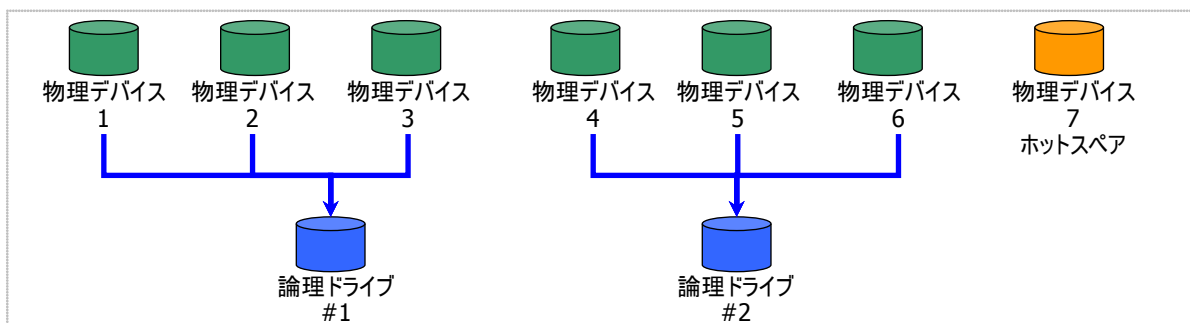 物理デバイス 物理デバイス 物理デバイス 物理デバイス 物理デバイス 物理デバイス 物理デバイス
1 2 3 4 5 6 7
ホットスペア
論理ドライブ 論理ドライブ
#1 #2